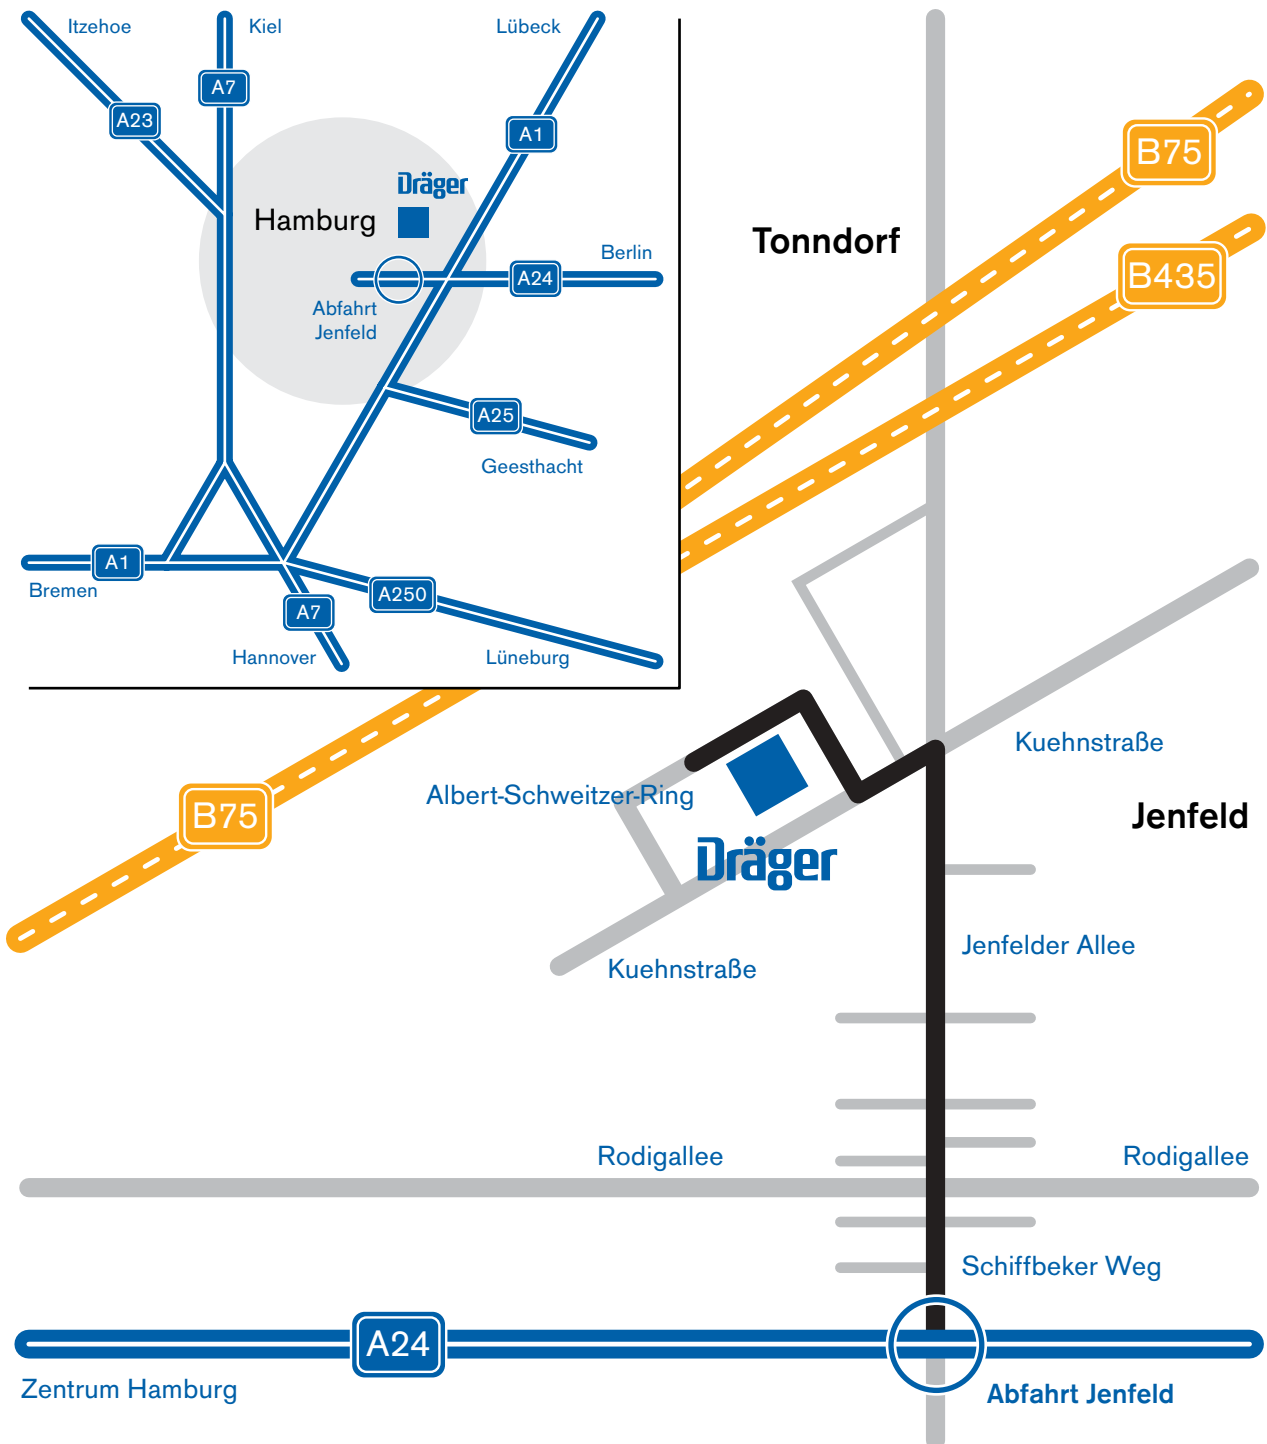 Itzehoe
Kiel
Lübeck
A7
A23
A1
Dräger
Hamburg
Berlin
A24
Abfahrt
Jenfeld
A25
Geesthacht
A1
Bremen
A250
A7
Hannover
Lüneburg
B75
Tonndorf
B435
Kuehnstraße
Albert-Schweitzer-Ring
B75
Jenfeld
Dräger
Jenfelder Allee
Kuehnstraße
Rodigallee
Rodigallee
Schiffbeker Weg
A24
Zentrum Hamburg
Abfahrt Jenfeld